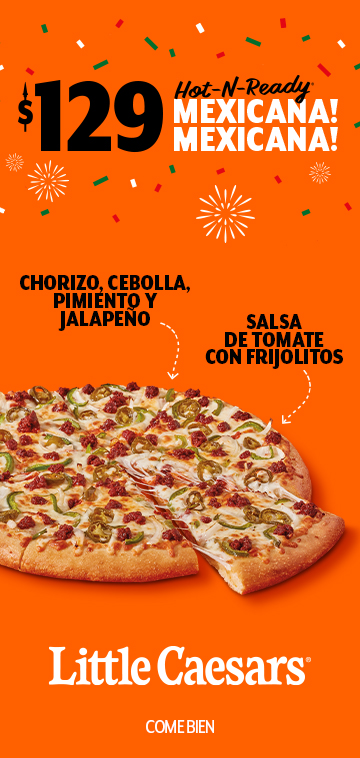 $129
Hot-N-Ready
MEXICANA!
MEXICANA!
CHORIZO, CEBOLLA,
PIMIENTO Y
JALAPEÑO
SALSA
DE TOMATE
CON FRIJOLITOS
Little Caesars®
COME BIEN